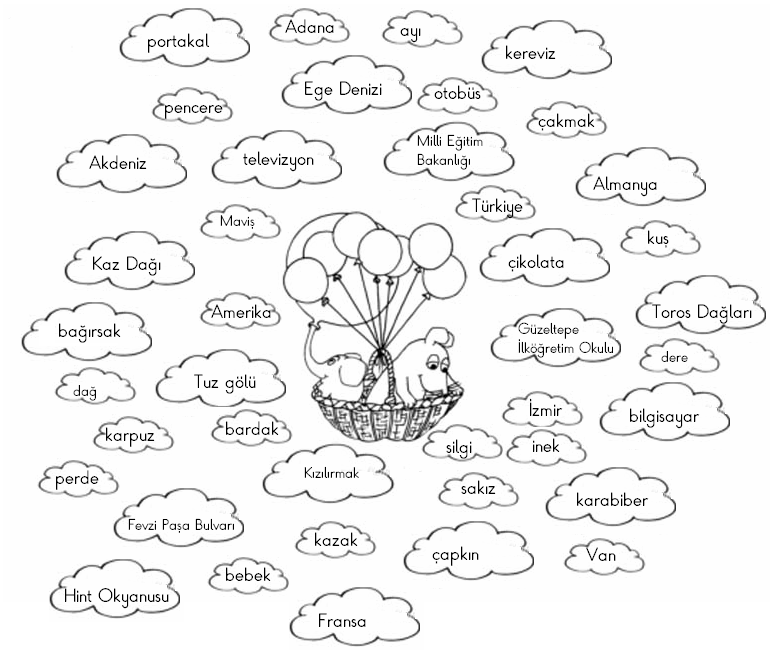 portakal
Adana
ayı
kereviz
Ege Denizi
otobüs
pencere
çakmak
Akdeniz
televizyon
Milli Eğitim
Bakanlığı
Almanya
Türkiye
Maviş
kuş
Kaz Dağı
çikolata
Amerika
Toros Dağları
bağırsak
Güzeltepe
İlköğretim Okulu
dere
dağ
Tuz gölü
İzmir
bilgisayar
karpuz
bardak
silgi
inek
perde
Kızılırmak
sakız
karabiber
Fevzi Paşa Bulvarı
kazak
çapkın
Van
Hint Okyanusu
bebek
Fransa